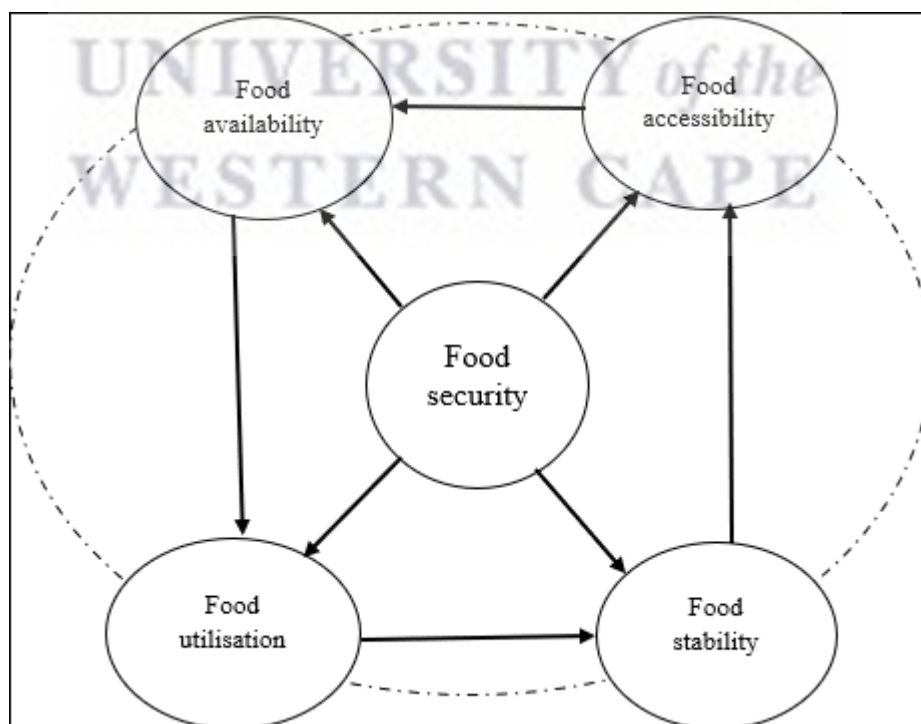 UNIVERSITY of the
WESTERN CAPE
Food
availability
Food
accessibility
Food
security
Food
utilisation
Food
stability